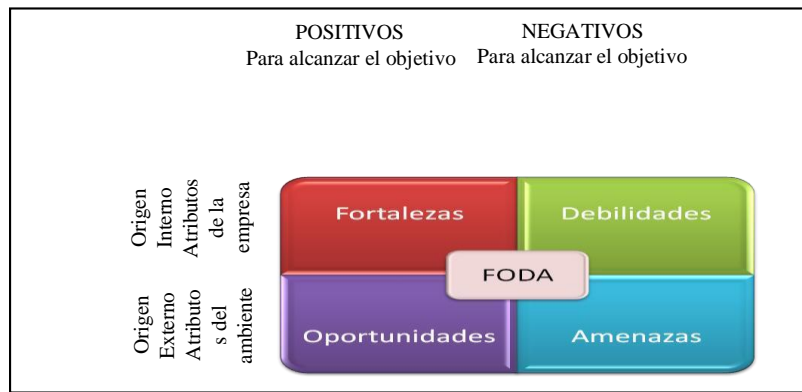 POSITIVOS
Para alcanzar el objetivo
NEGATIVOS
Para alcanzar el objetivo
Origen
Interno
Atributos
de la
empresa
Fortalezas
Debilidades
FODA
Origen
Externo
Atributo
s del
ambiente
Oportunidades
Amenazas